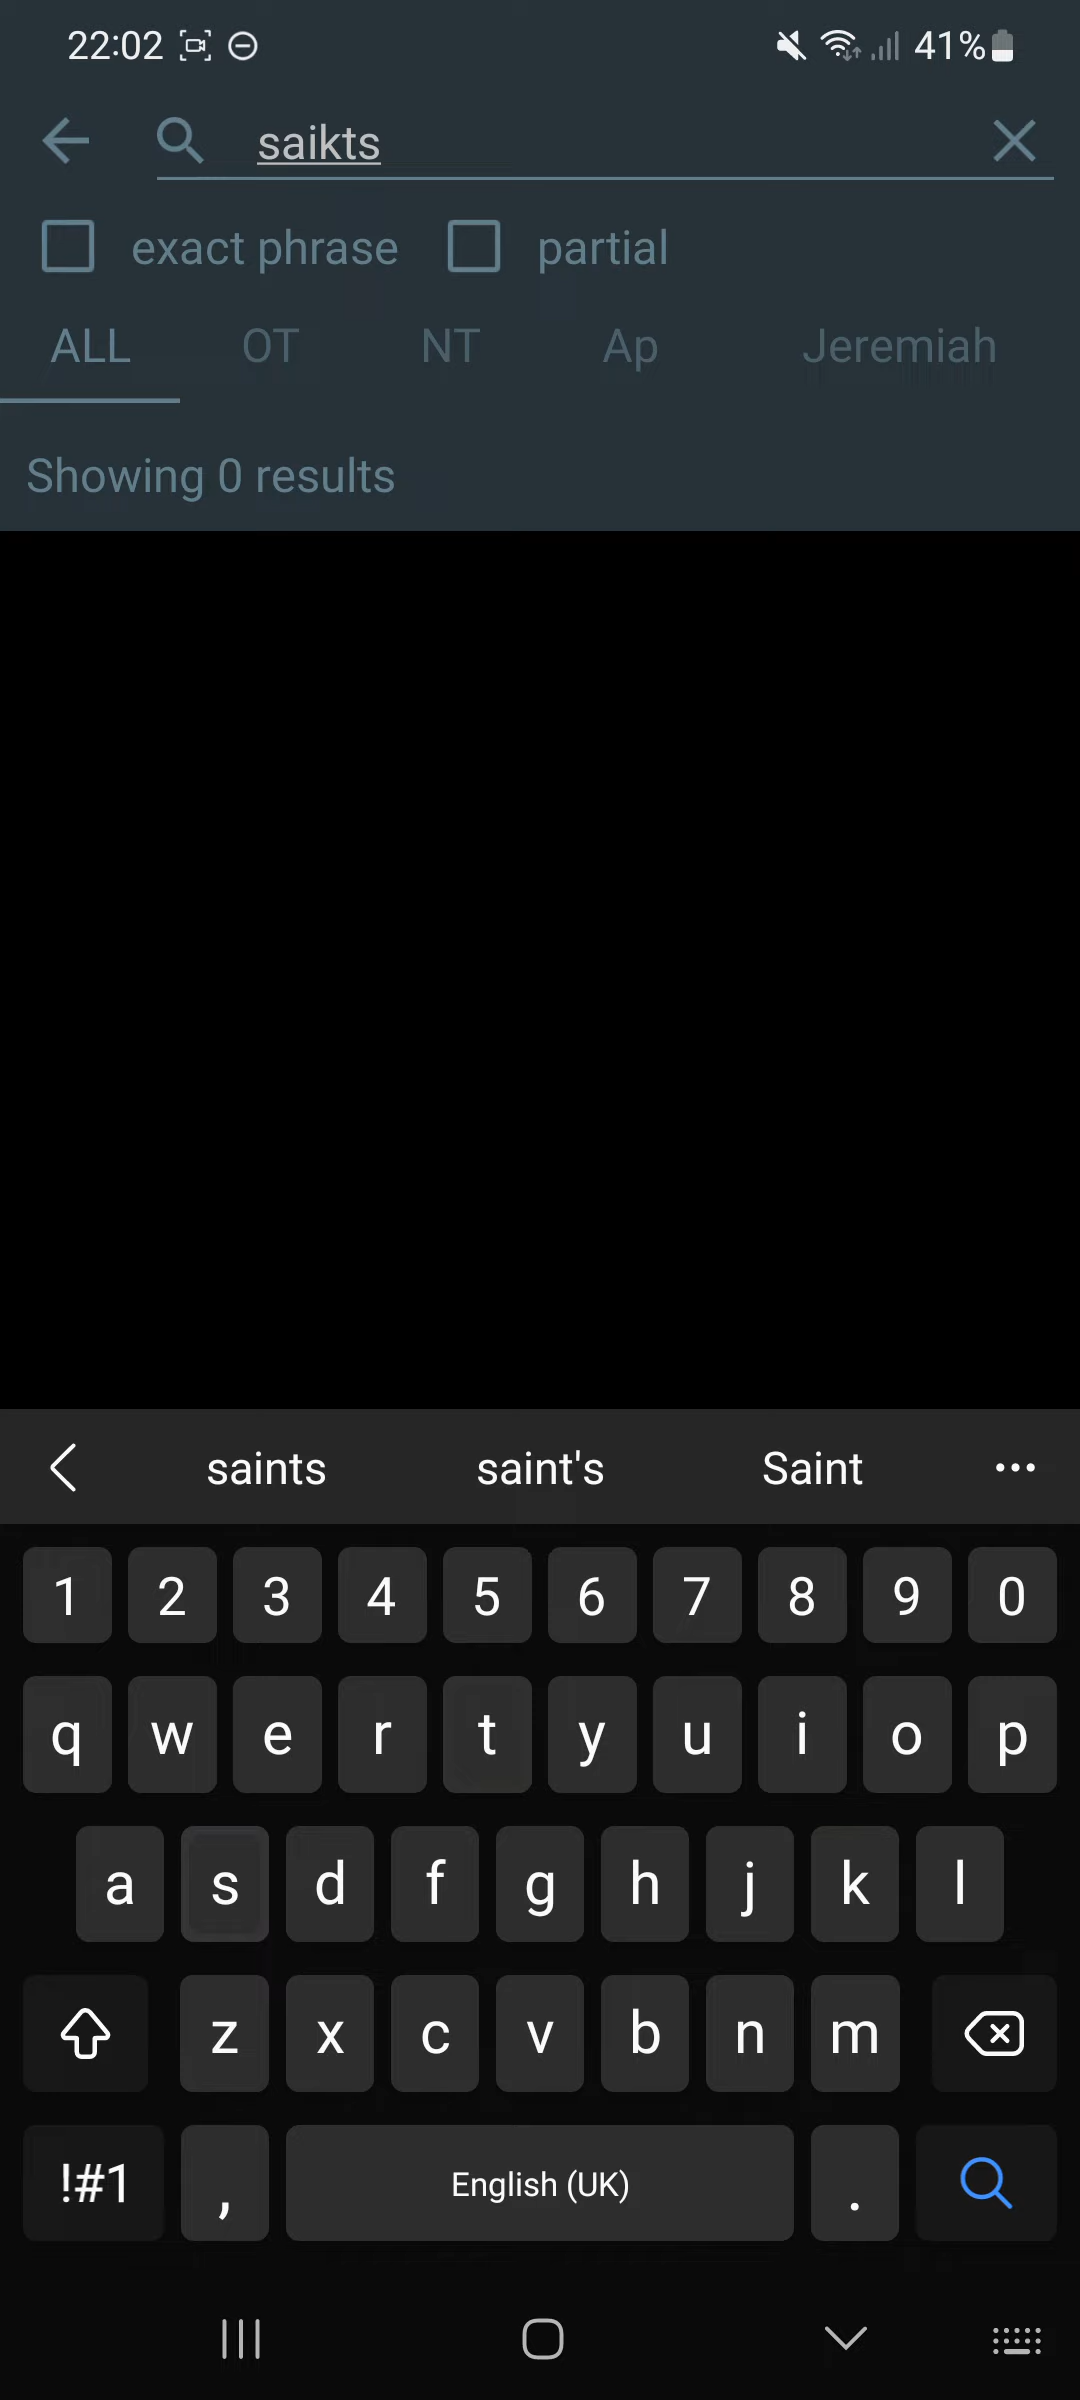 22:02 41%
saikts
exact phrase partial
ALL OT NT Ap Jeremiah
Showing 0 results
saints saint's Saint ...
1 2 3 4 5 6 7 8 9 0
q w e r t y u i o p
a s d f g h j k l
z x c v b n m
!#1 , English (UK) .